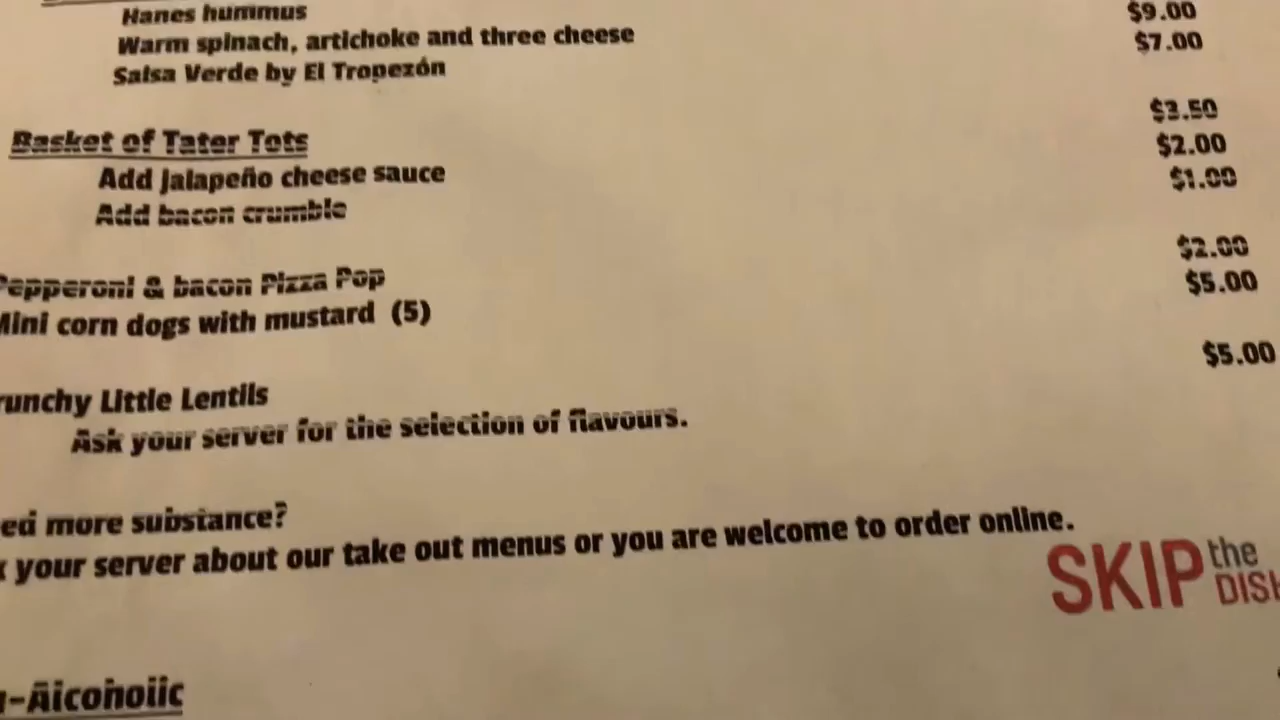 Hanes hummus $9.00
Warm spinach, artichoke and three cheese $7.00
Salsa Verde by El Tropezón
$3.50
Basket of Tater Tots $2.00
Add Jalapeño cheese sauce $1.00
Add bacon crumble
$2.00
Pepperoni & bacon Pizza Pop $5.00
Mini corn dogs with mustard (5)
$5.00
runchy Little Lentils
Ask your server for the selection of flavours.
ed more substance?
k your server about our take out menus or you are welcome to order online.
SKIP the DISH
-Alcoholic